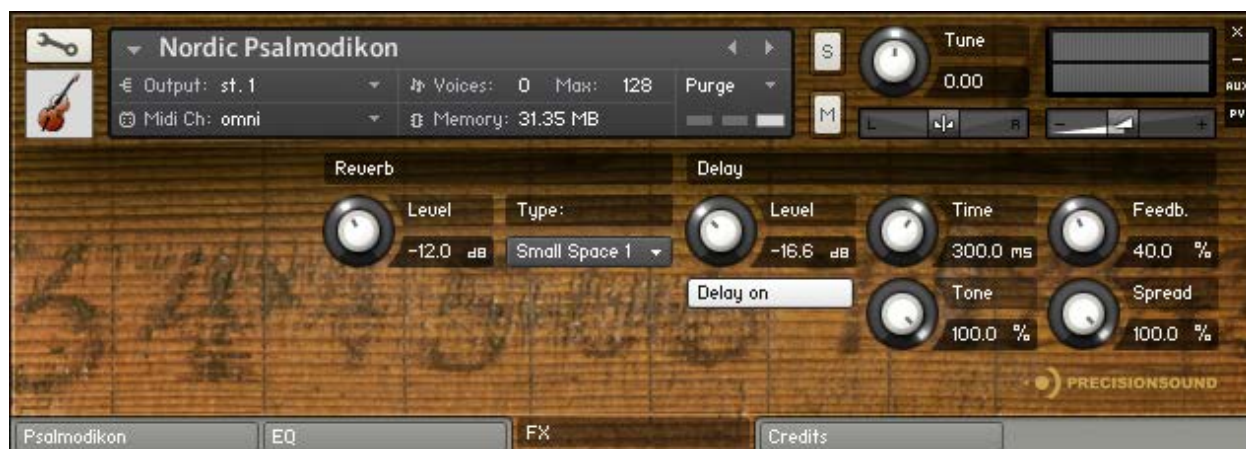 Nordic Psalmodikon
S
Tune
0.00
x
-
AUX
PV
Output: st.1
Voices: 0 Max: 128
Purge
Midi Ch: omni
Memory: 31.35 MB
M
L R
- +
Reverb
Delay
Level
Type:
Level
Time
Feedb.
-12.0 dB
Small Space 1
-16.6 dB
300.0 ms
40.0 %
Delay on
Tone
Spread
100.0 %
100.0 %
PRECISIONSOUND
Psalmodikon
EQ
FX
Credits